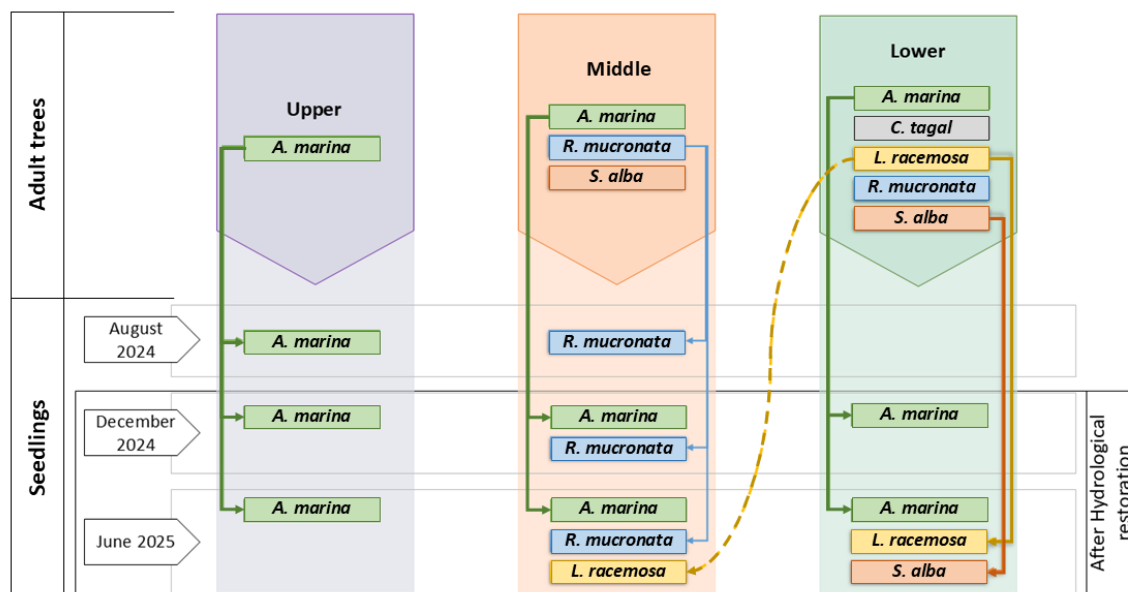 Adult trees
Upper
A. marina
Middle
A. marina
R. mucronata
S. alba
Lower
A. marina
C. tagal
L. racemosa
R. mucronata
S. alba
Seedlings
August
2024
A. marina
R. mucronata
December
2024
A. marina
A. marina
R. mucronata
A. marina
June 2025
A. marina
A. marina
R. mucronata
L. racemosa
A. marina
L. racemosa
S. alba
After Hydrological
restoration